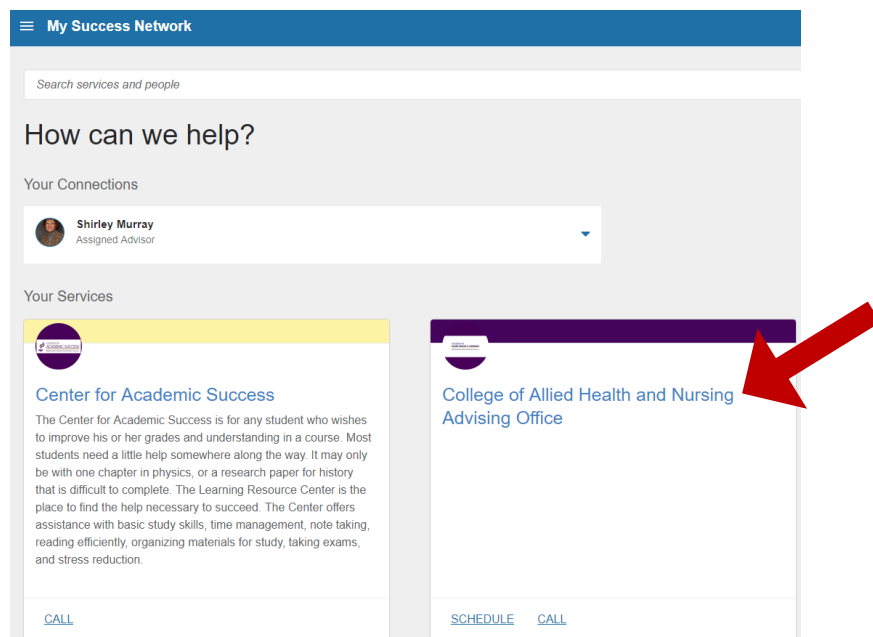 My Success Network
Search services and people
How can we help?
Your Connections
Shirley Murray
Assigned Advisor
Your Services
ACADEMIC SUCCESS
Center for Academic Success
The Center for Academic Success is for any student who wishes
to improve his or her grades and understanding in a course. Most
students need a little help somewhere along the way. It may only
be with one chapter in physics, or a research paper for history
that is difficult to complete. The Learning Resource Center is the
place to find the help necessary to succeed. The Center offers
assistance with basic study skills, time management, note taking,
reading efficiently, organizing materials for study, taking exams,
and stress reduction.
CALL
College of Allied Health and Nursing
Advising Office
SCHEDULE CALL